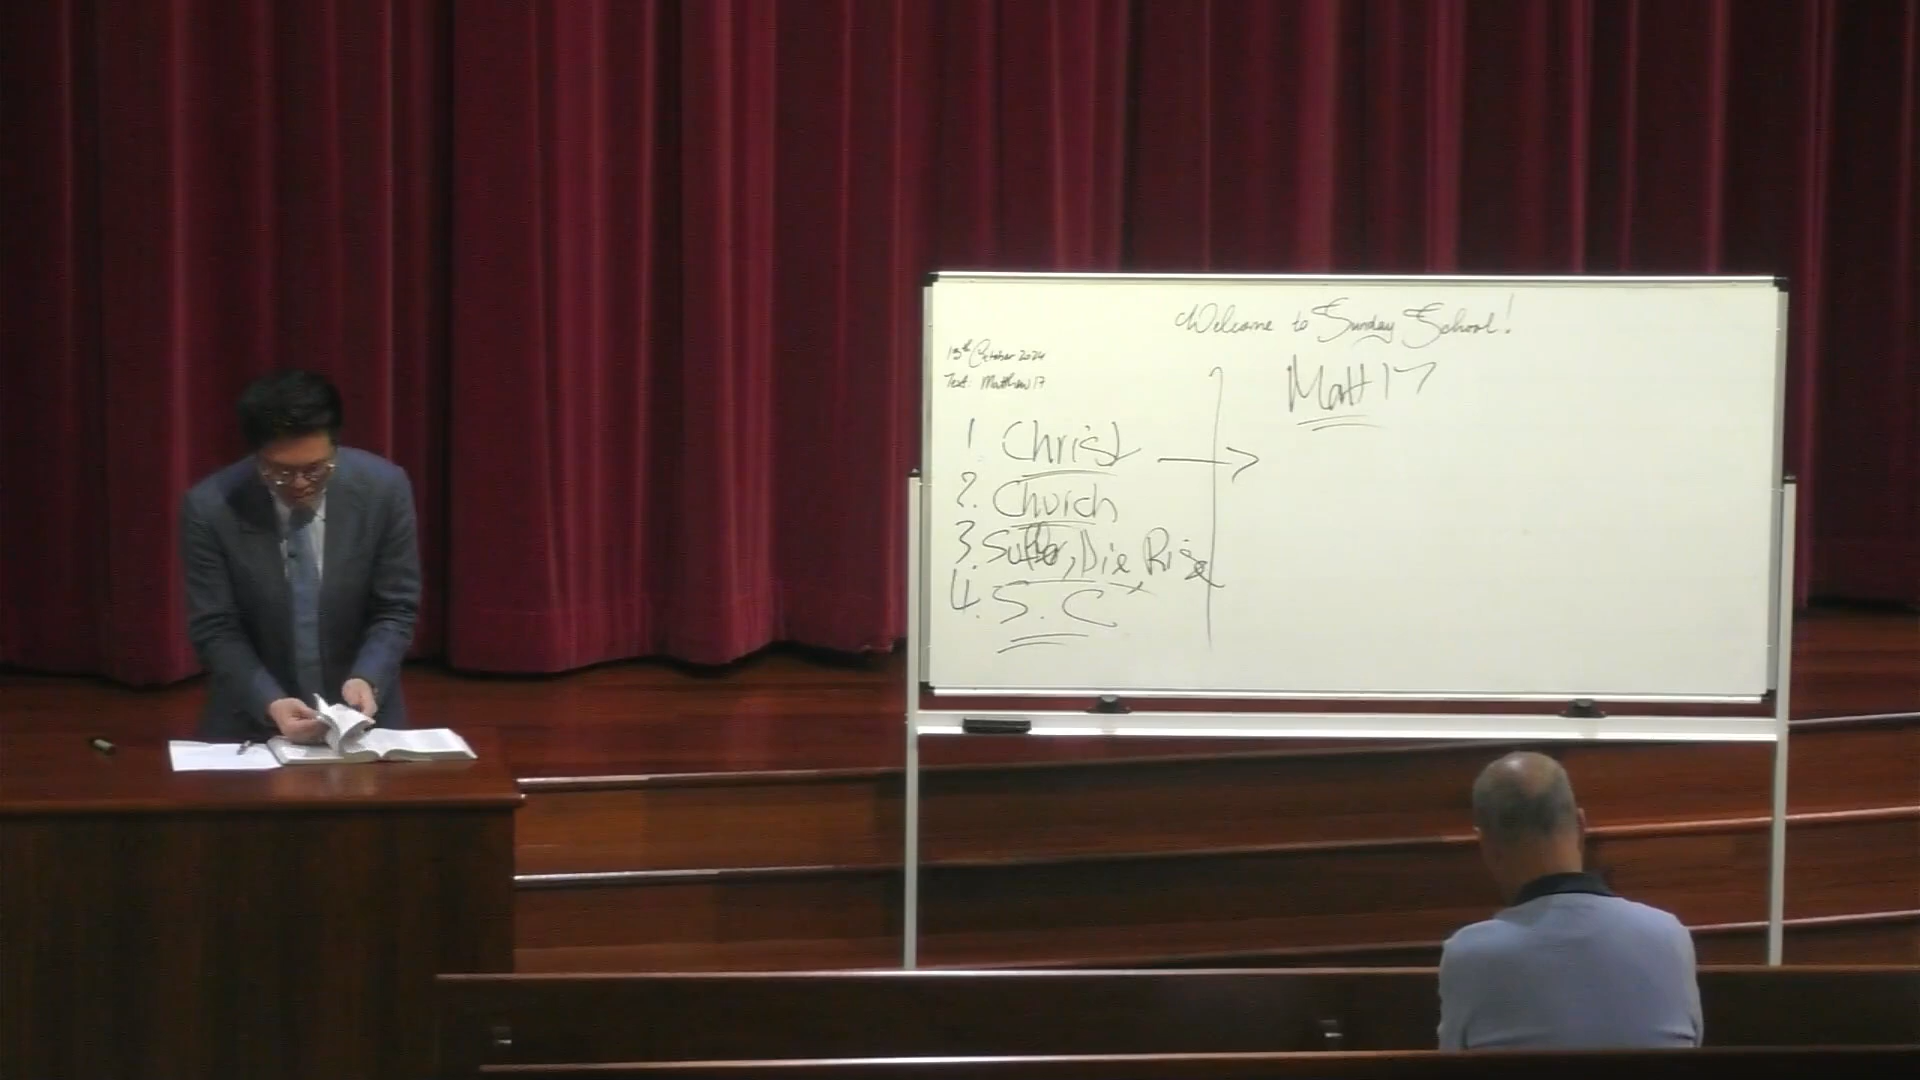 Welcome to Sunday School!
13th October 2024
Text: Matthew 17
1 Christ →
2. Church
3. Suffer, Die Rise
4. S. C
Matt 17